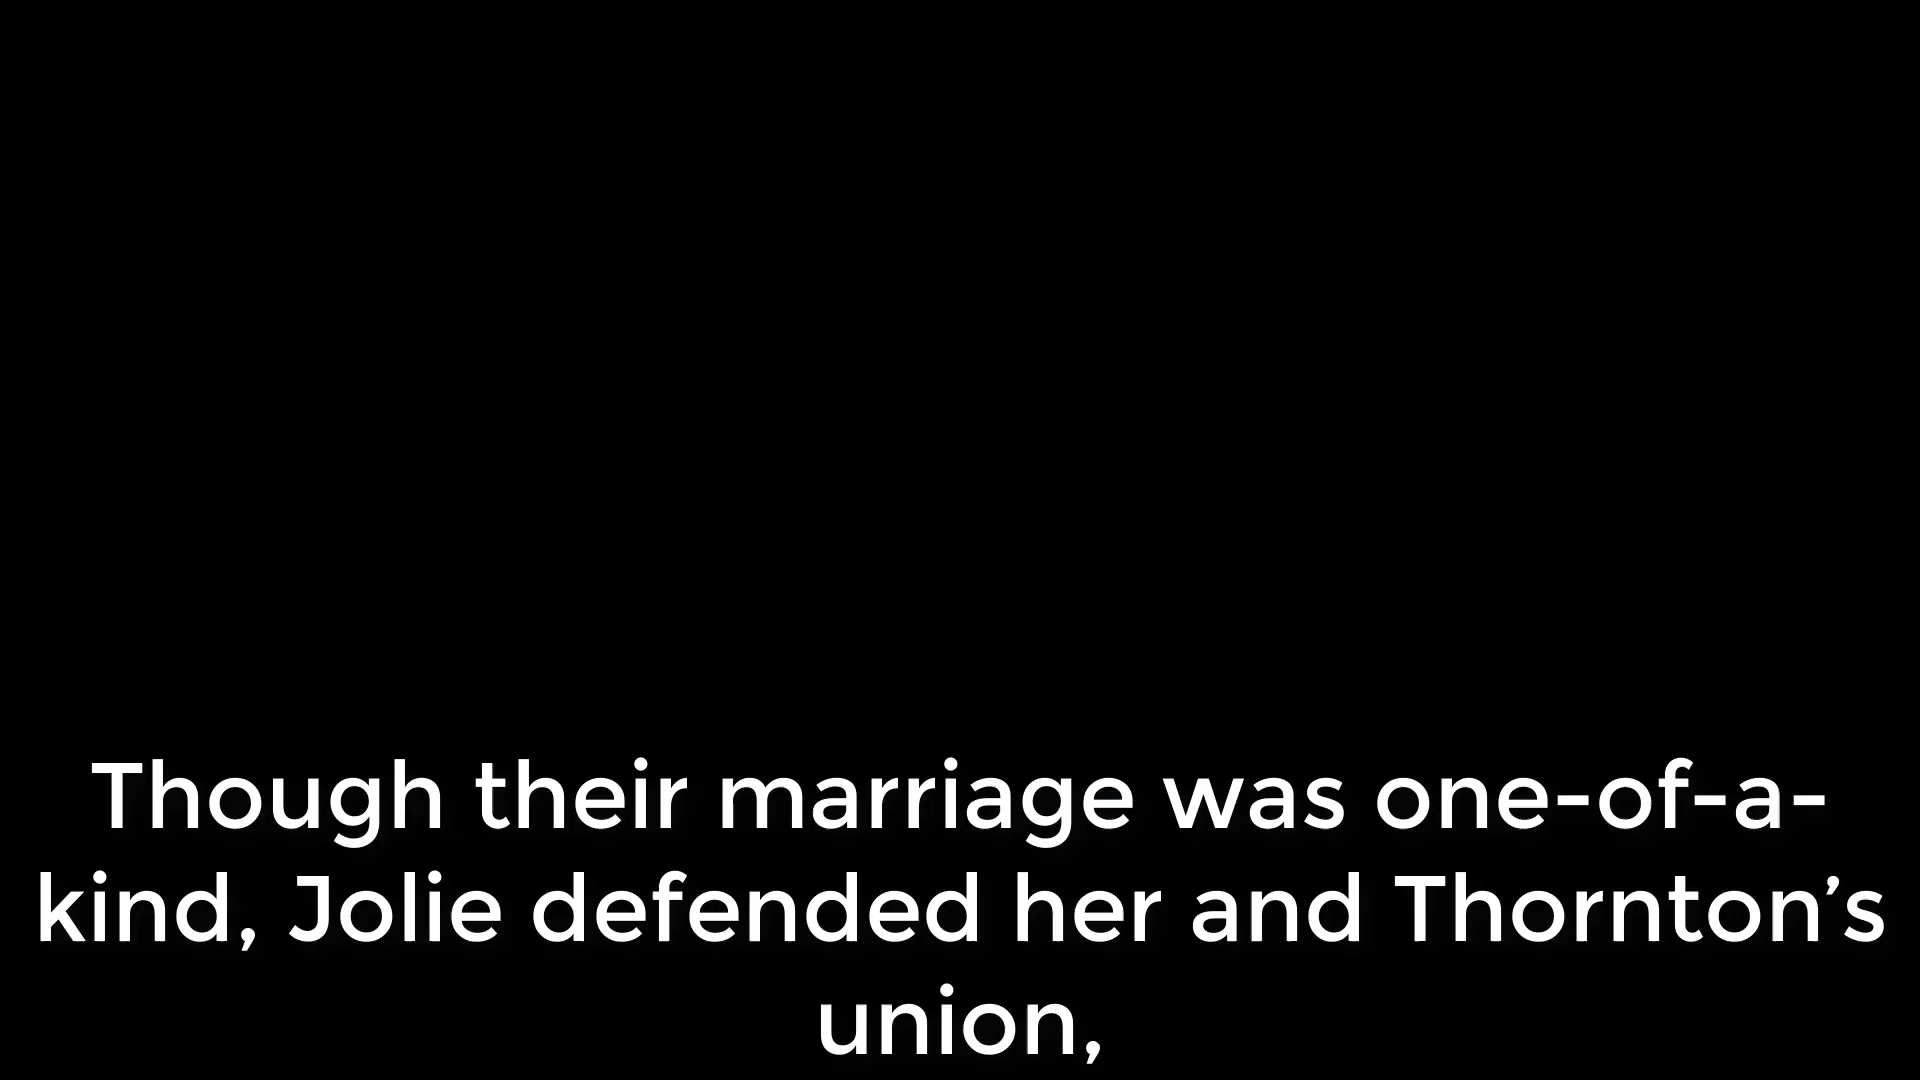 Though their marriage was one-of-a-
kind, Jolie defended her and Thornton’s
union,